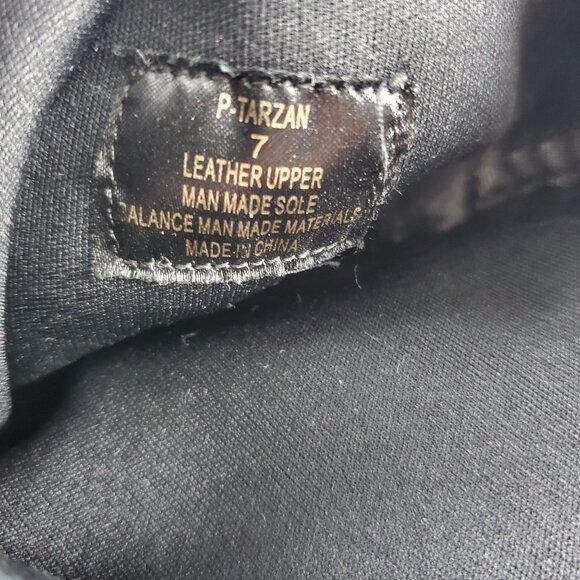 P-TARZAN
7
LEATHER UPPER
MAN MADE SOLE
BALANCE MAN MADE MATERIALS
MADE IN CHINA